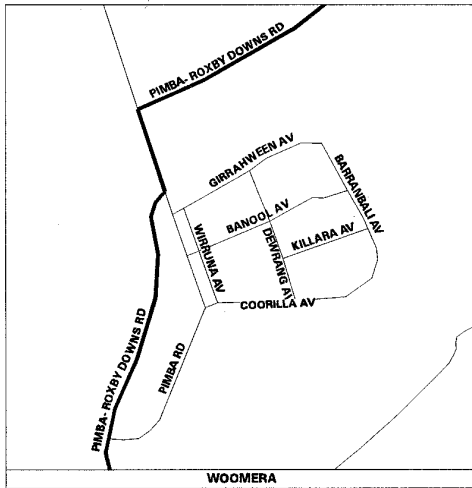 PIMBA- ROXBY DOWNS RD
GIRRAHWEEN AV
BARRANBALI AV
BANOOL AV
WIRRUNA AV
DEWRANG AV
KILLARA AV
COORILLA AV
PIMBA- ROXBY DOWNS RD
PIMBA RD
WOOMERA